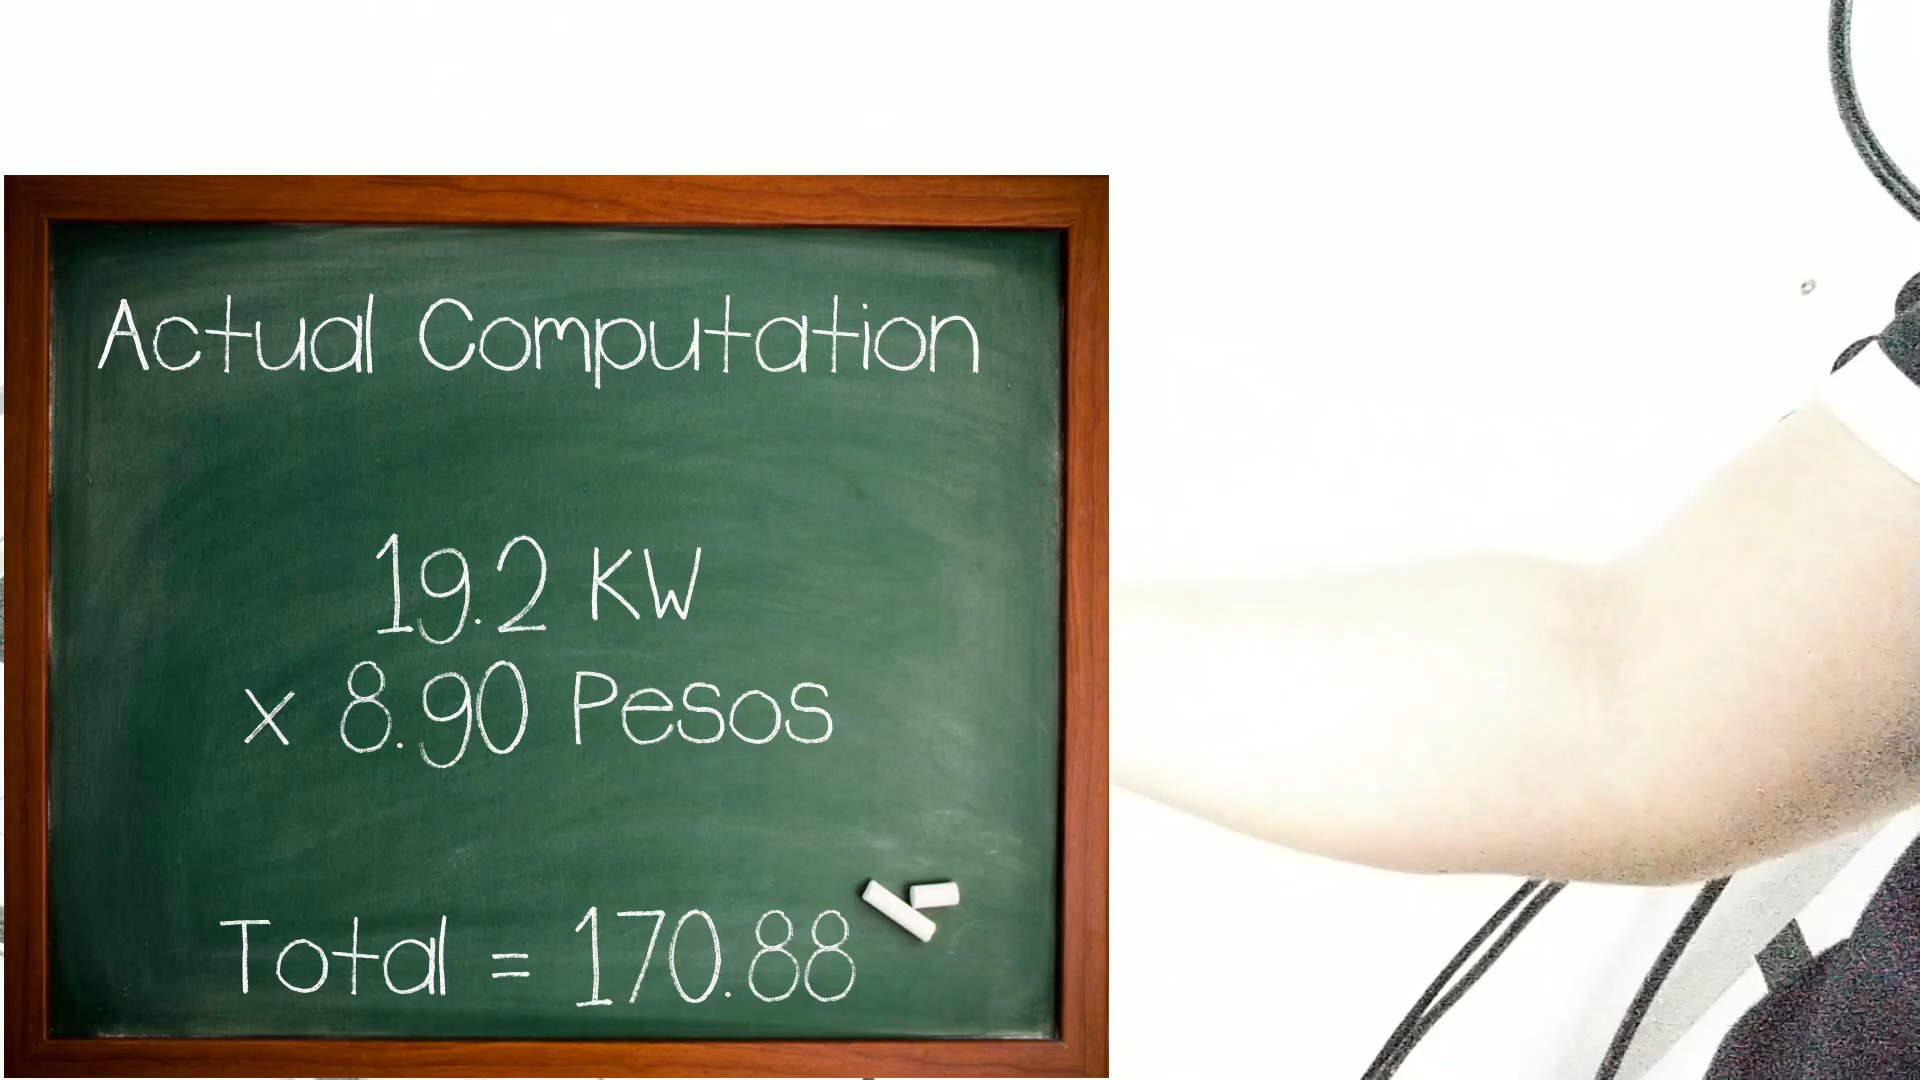 Actual Computation
19.2 KW
x 8.90 Pesos
Total = 170.88